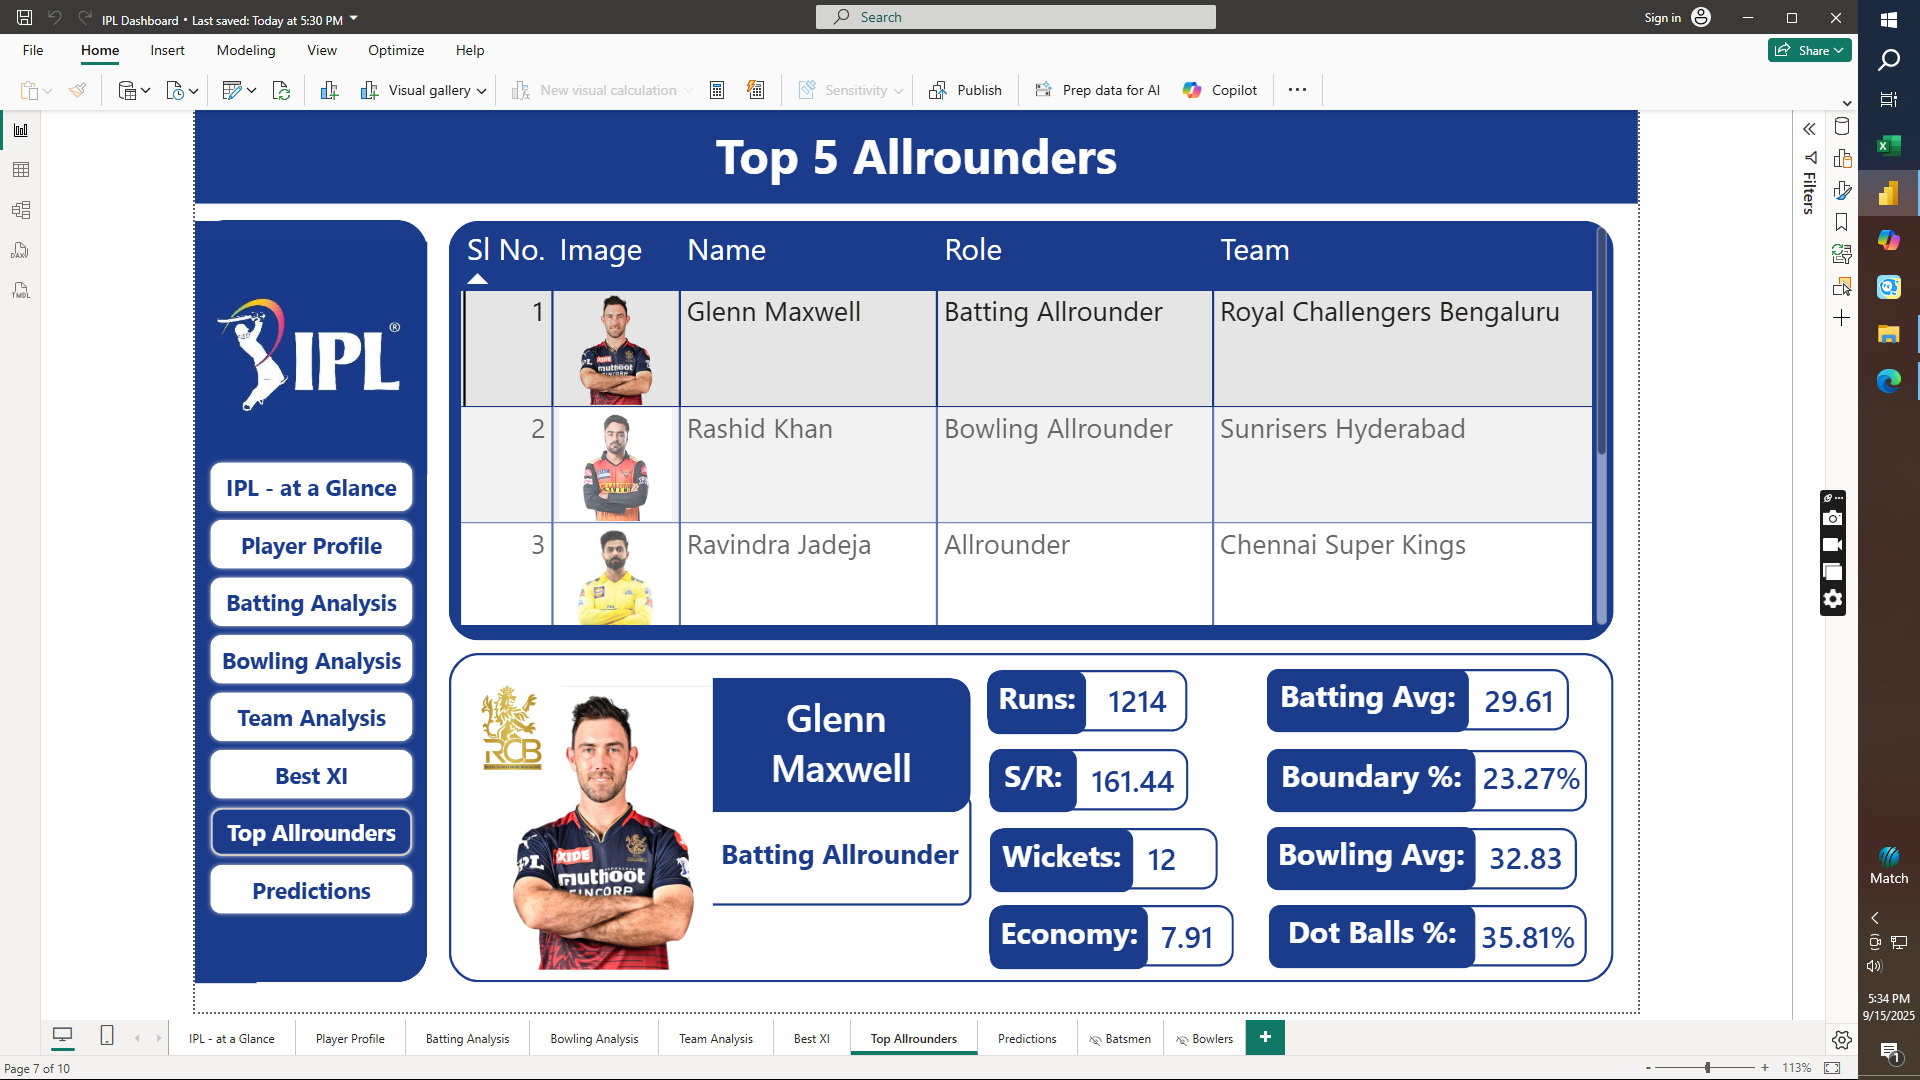 IPL Dashboard • Last saved: Today at 5:30 PM
Search
Sign in
File Home Insert Modeling View Optimize Help
Share
Visual gallery
New visual calculation
Sensitivity
Publish
Prep data for AI
Copilot
Top 5 Allrounders
Filters
DAX
TMDL
IPL®
IPL - at a Glance
Player Profile
Batting Analysis
Bowling Analysis
Team Analysis
Best XI
Top Allrounders
Predictions
Sl No. Image Name Role Team
1 Glenn Maxwell Batting Allrounder Royal Challengers Bengaluru
muthoot
2 Rashid Khan Bowling Allrounder Sunrisers Hyderabad
3 Ravindra Jadeja Allrounder Chennai Super Kings
RCB
muthoot
FINCORP
Glenn
Maxwell
Batting Allrounder
Runs: 1214
Batting Avg: 29.61
S/R: 161.44
Boundary %: 23.27%
Wickets: 12
Bowling Avg: 32.83
Economy: 7.91
Dot Balls %: 35.81%
Match
5:34 PM
9/15/2025
1
IPL - at a Glance Player Profile Batting Analysis Bowling Analysis Team Analysis Best XI Top Allrounders Predictions Batsmen Bowlers
Page 7 of 10
113%